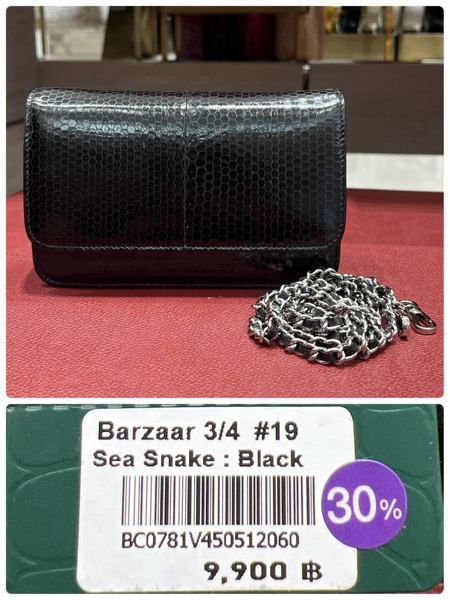 Barzaar 3/4 #19
Sea Snake : Black
BC0781V450512060
9,900 ฿
30%